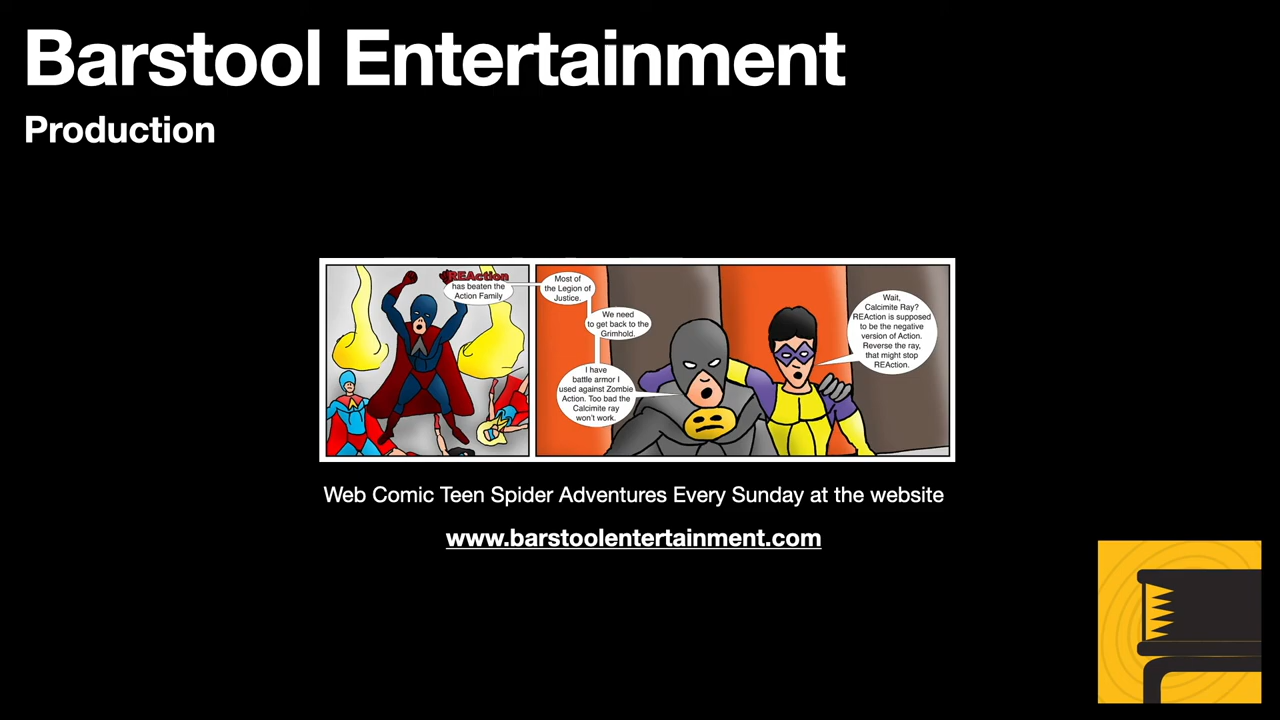 Barstool Entertainment
Production
REAction
has beaten the
Action Family
Most of
the Legion of
Justice.
We need
to get back to the
Grimhold.
I have
battle armor I
used against Zombie
Action. Too bad the
Calcimite ray
won't work.
Wait,
Calcimite Ray?
REAction is supposed
to be the negative
version of Action.
Reverse the ray,
that might stop
REAction.
Web Comic Teen Spider Adventures Every Sunday at the website
www.barstoolentertainment.com